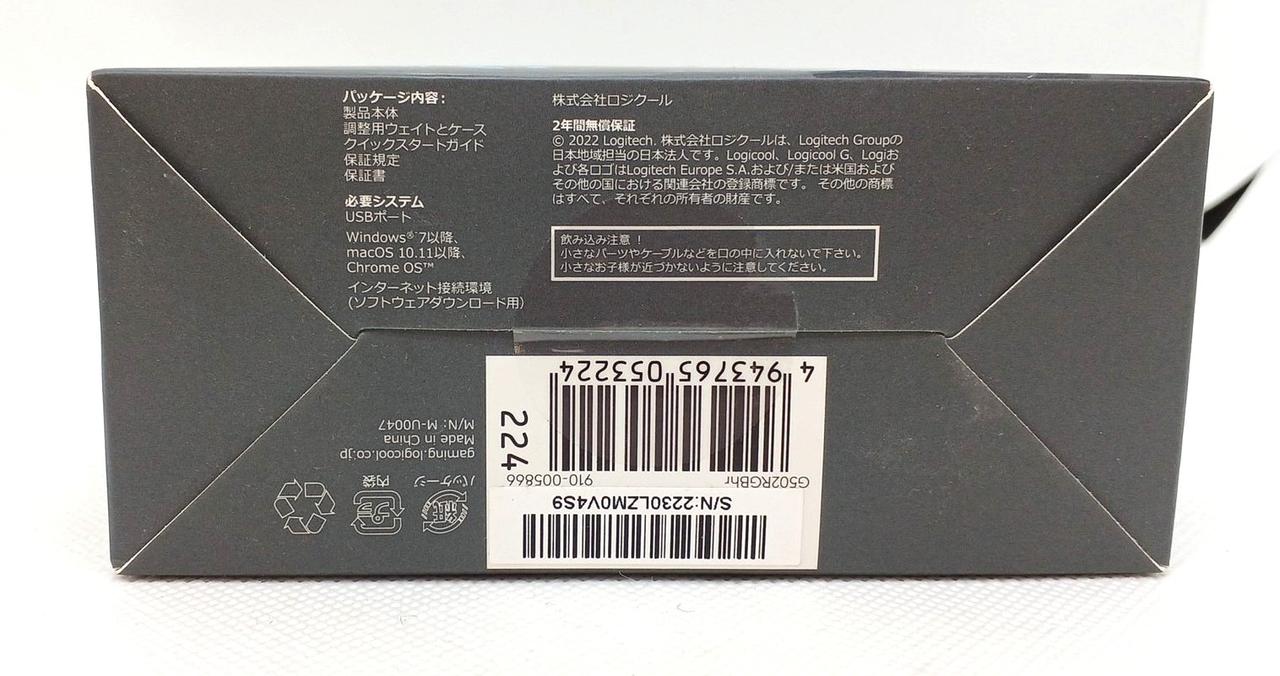 パッケージ内容:
製品本体
調整用ウェイトとケース
クイックスタートガイド
保証規定
保証書
必要システム
USBポート
Windows® 7以降、
macOS 10.11以降、
Chrome OS™
インターネット接続環境
(ソフトウェアダウンロード用)
株式会社ロジクール
2年間無償保証
© 2022 Logitech. 株式会社ロジクールは、Logitech Groupの
日本地域担当の日本法人です。Logicool、Logicool G、Logiお
よび各ロゴはLogitech Europe S.A.および/または米国および
その他の国における関連会社の登録商標です。 その他の商標
はすべて、それぞれの所有者の財産です。
飲み込み注意！
小さなパーツやケーブルなどを口の中に入れないで下さい。
小さなお子様が近づかないように注意してください。
S/N:2230LZM0V4S9
G502RGBhr 910-005866
224
4 943765 053224
パッケージ
紙
内袋
プラ
gaming.logicool.co.jp
Made in China
M/N: M-U0047